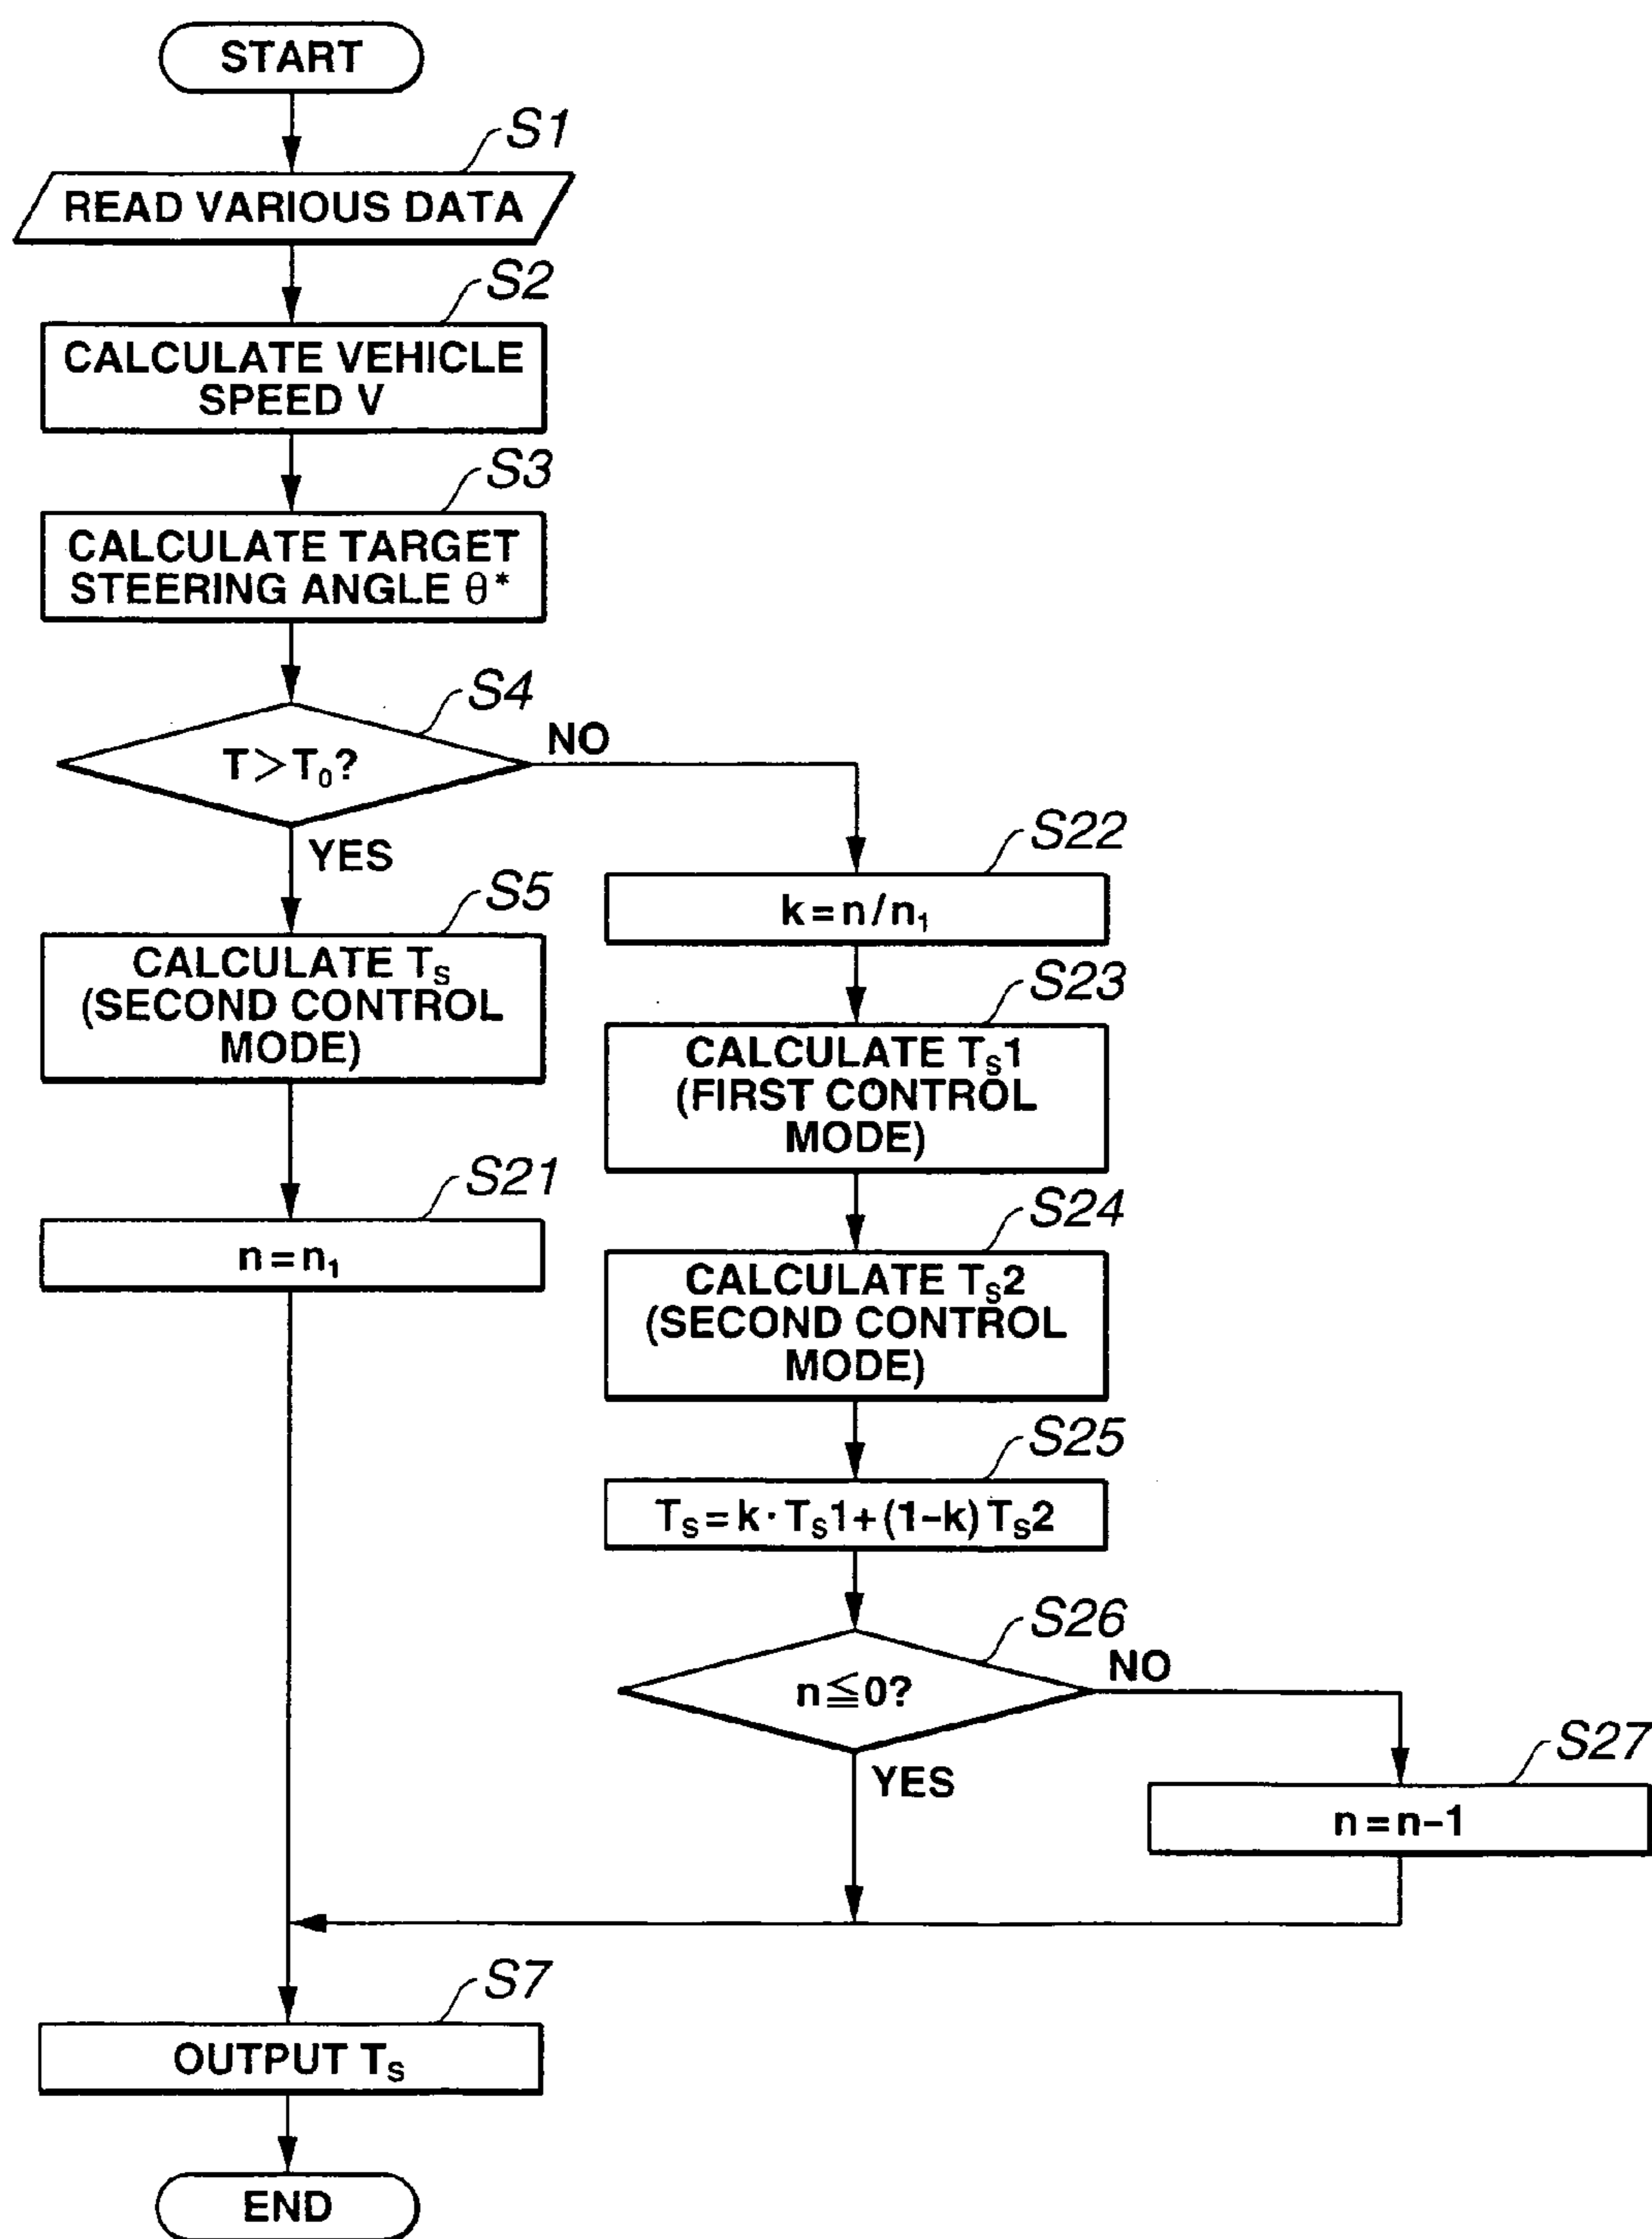 START
S1
READ VARIOUS DATA
S2
CALCULATE VEHICLE
SPEED V
S3
CALCULATE TARGET
STEERING ANGLE θ*
S4
T>T₀?
NO
YES
S5
CALCULATE Tₛ
(SECOND CONTROL
MODE)
S21
n=n₁
S22
k=n/n₁
S23
CALCULATE Tₛ1
(FIRST CONTROL
MODE)
S24
CALCULATE Tₛ2
(SECOND CONTROL
MODE)
S25
Tₛ=k·Tₛ1+(1-k)Tₛ2
S26
n≦0?
NO
YES
S27
n=n-1
S7
OUTPUT Tₛ
END